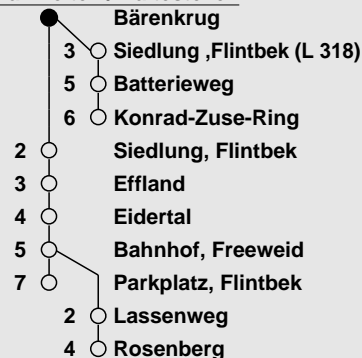 Bärenkrug
3 Siedlung ,Flintbek (L 318)
5 Batterieweg
6 Konrad-Zuse-Ring
2 Siedlung, Flintbek
3 Effland
4 Eidertal
5 Bahnhof, Freeweid
7 Parkplatz, Flintbek
2 Lassenweg
4 Rosenberg